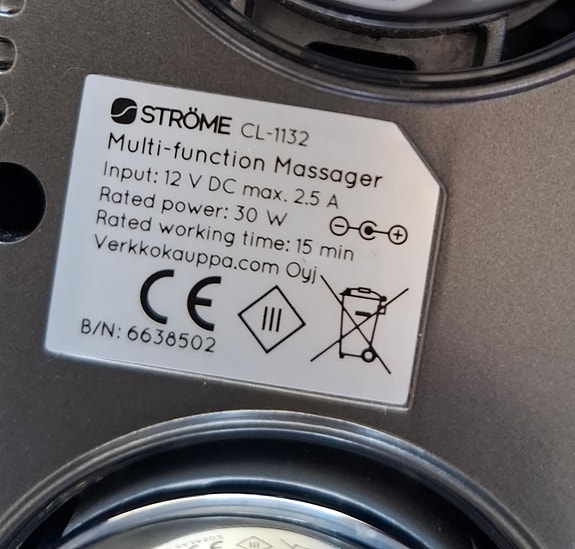 STRÖME CL-1132
Multi-function Massager
Input: 12 V DC max. 2.5 A
Rated power: 30 W
Rated working time: 15 min
Verkkokauppa.com Oyj
CE
III
B/N: 6638502